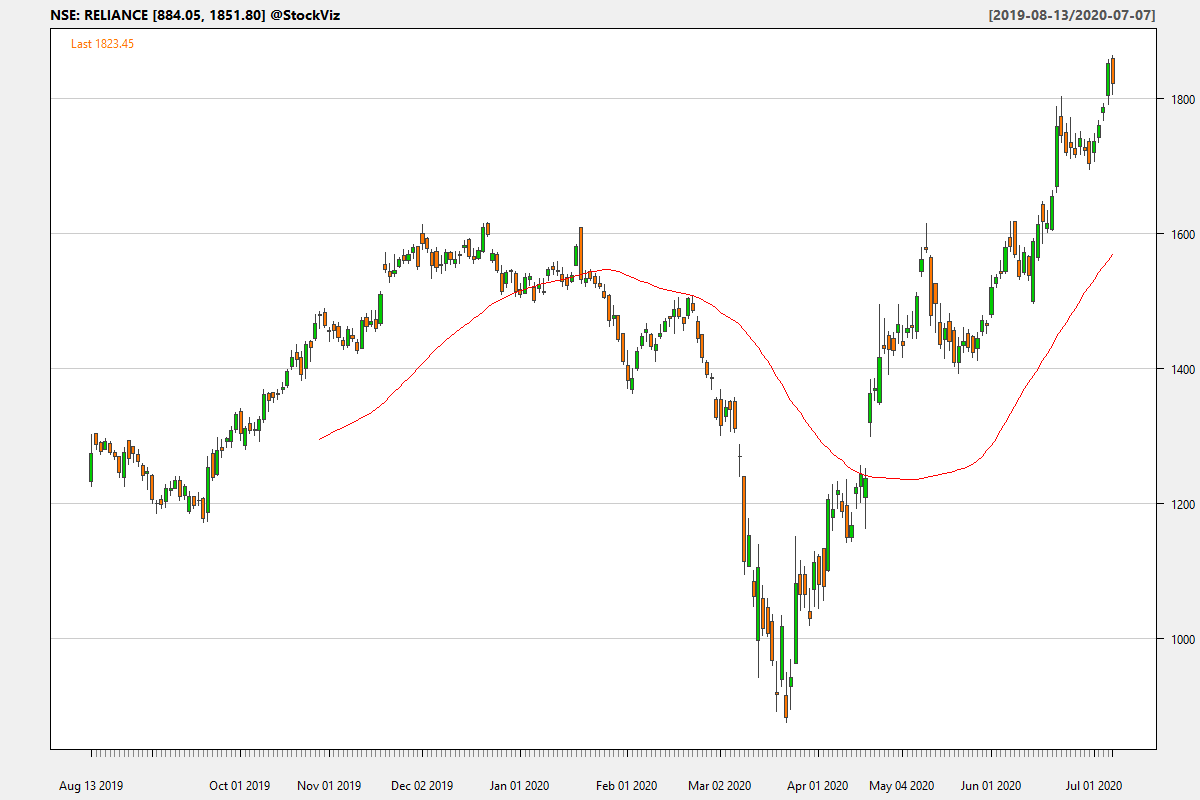 NSE: RELIANCE [884.05, 1851.80] @StockViz [2019-08-13/2020-07-07]
Last 1823.45
1800
1600
1400
1200
1000
Aug 13 2019 Oct 01 2019 Nov 01 2019 Dec 02 2019 Jan 01 2020 Feb 01 2020 Mar 02 2020 Apr 01 2020 May 04 2020 Jun 01 2020 Jul 01 2020